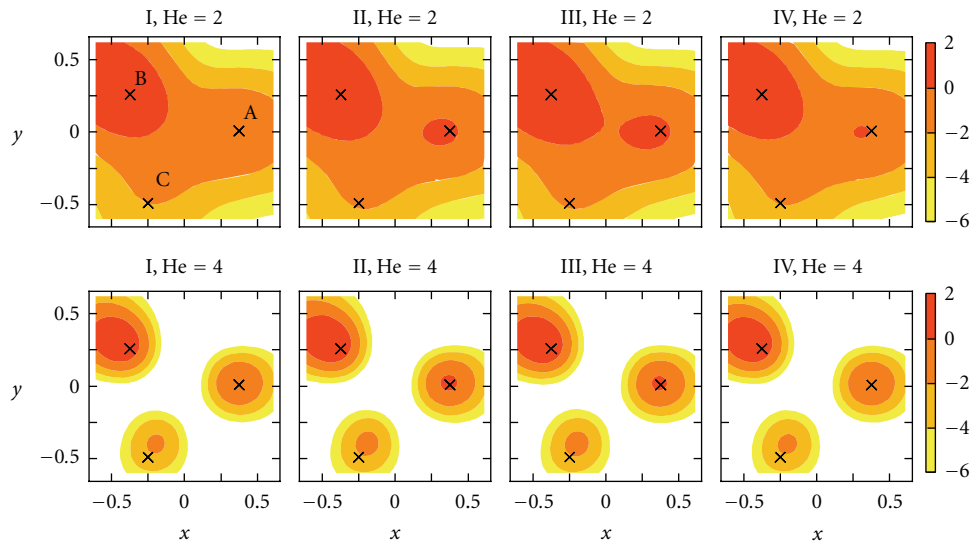 I, He = 2 II, He = 2 III, He = 2 IV, He = 2
0.5
0
−0.5
y
B
A
C
2
0
−2
−4
−6
I, He = 4 II, He = 4 III, He = 4 IV, He = 4
0.5
0
−0.5
y
2
0
−2
−4
−6
−0.5 0 0.5 −0.5 0 0.5 −0.5 0 0.5 −0.5 0 0.5
x x x x